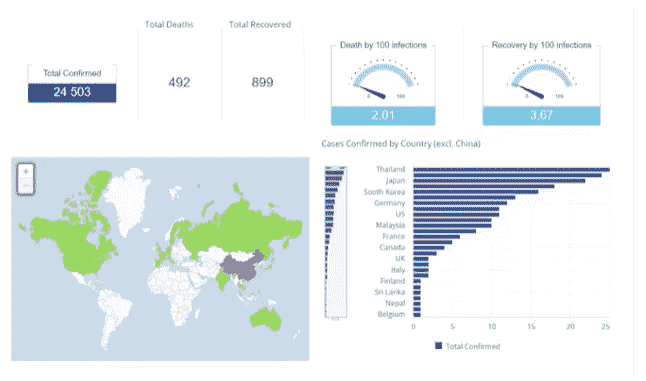 Total Deaths
Total Recovered
Total Confirmed
24 503
492
899
Death by 100 infections
0
100
2.01
Recovery by 100 infections
0
100
3.67
Cases Confirmed by Country (excl. China)
+
-
Thailand
Japan
South Korea
Germany
US
Malaysia
France
Canada
UK
Italy
Finland
Sri Lanka
Nepal
Belgium
0 5 10 15 20 25
Total Confirmed